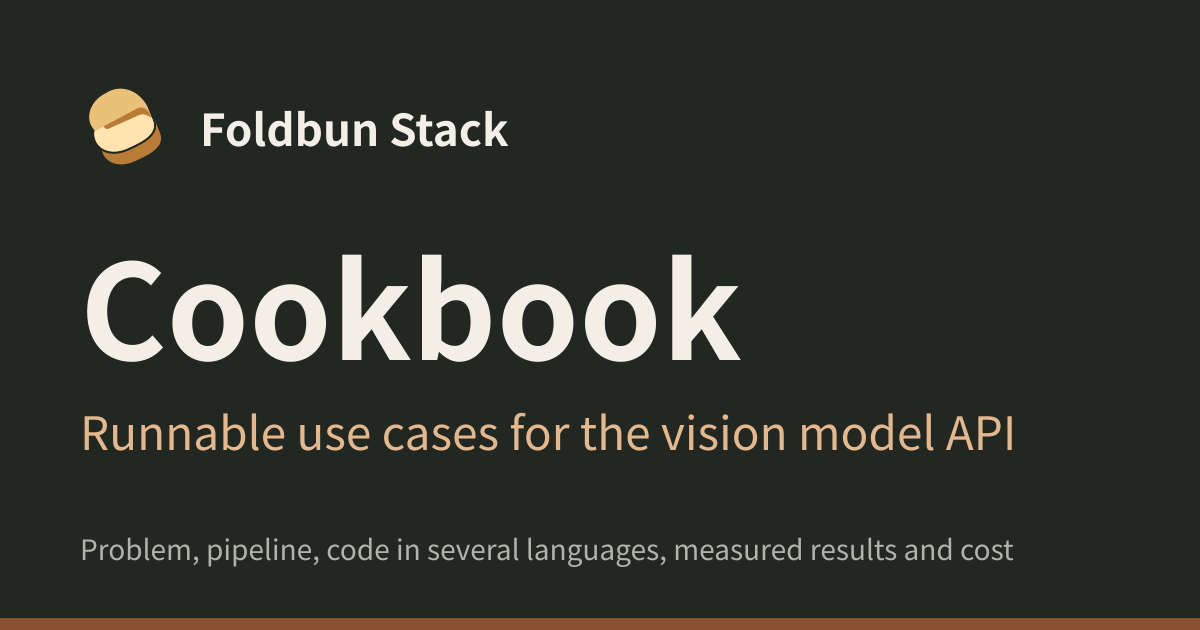 Foldbun Stack
Cookbook
Runnable use cases for the vision model API
Problem, pipeline, code in several languages, measured results and cost